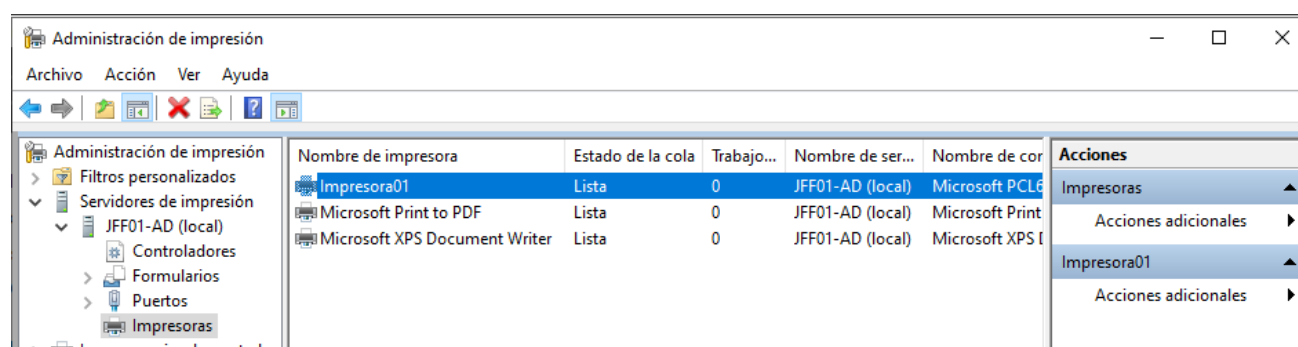 Administración de impresión
Archivo Acción Ver Ayuda
Administración de impresión
Filtros personalizados
Servidores de impresión
JFF01-AD (local)
Controladores
Formularios
Puertos
Impresoras
Nombre de impresora Estado de la cola Trabajo... Nombre de ser... Nombre de cor
Impresora01 Lista 0 JFF01-AD (local) Microsoft PCL6
Microsoft Print to PDF Lista 0 JFF01-AD (local) Microsoft Print
Microsoft XPS Document Writer Lista 0 JFF01-AD (local) Microsoft XPS
Acciones
Impresoras
Acciones adicionales
Impresora01
Acciones adicionales